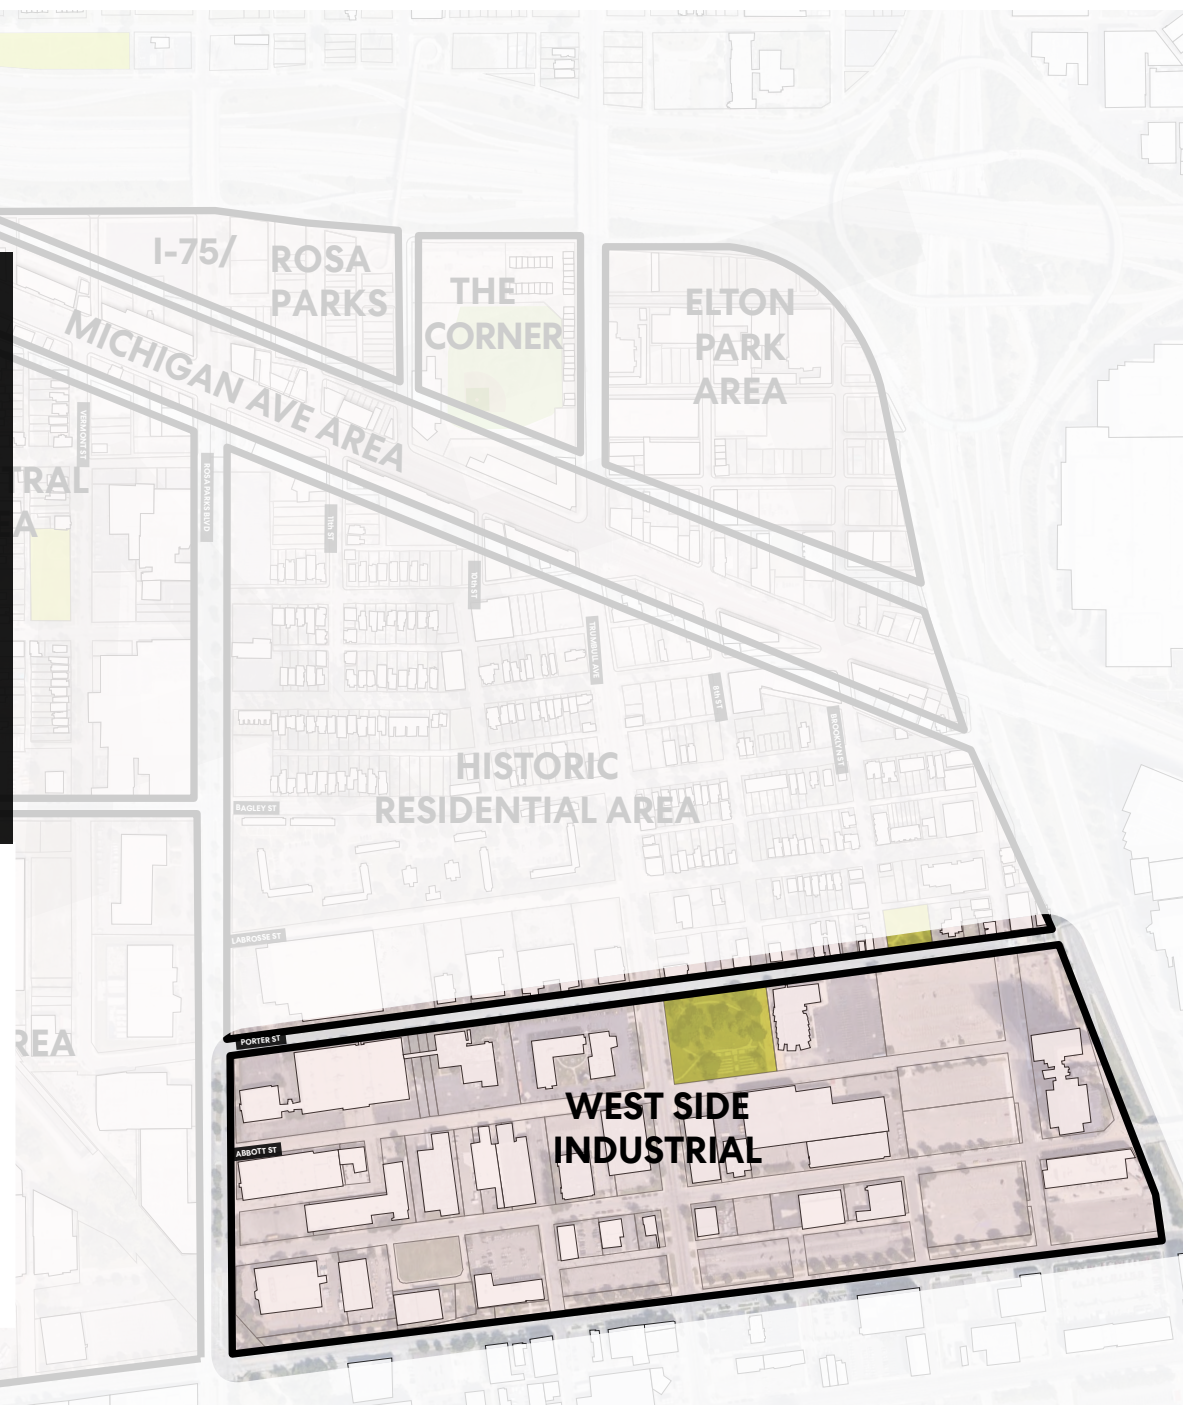 I-75/ ROSA
PARKS
THE
CORNER
ELTON
PARK
AREA
MICHIGAN AVE AREA
VERMONT ST
ROSA PARKS BLVD
11th ST
10th ST
TRUMBULL AVE
8th ST
BROOKLYN ST
TRAL
A
HISTORIC
RESIDENTIAL AREA
BAGLEY ST
LABROSSE ST
PORTER ST
REA
WEST SIDE
INDUSTRIAL
ABBOTT ST